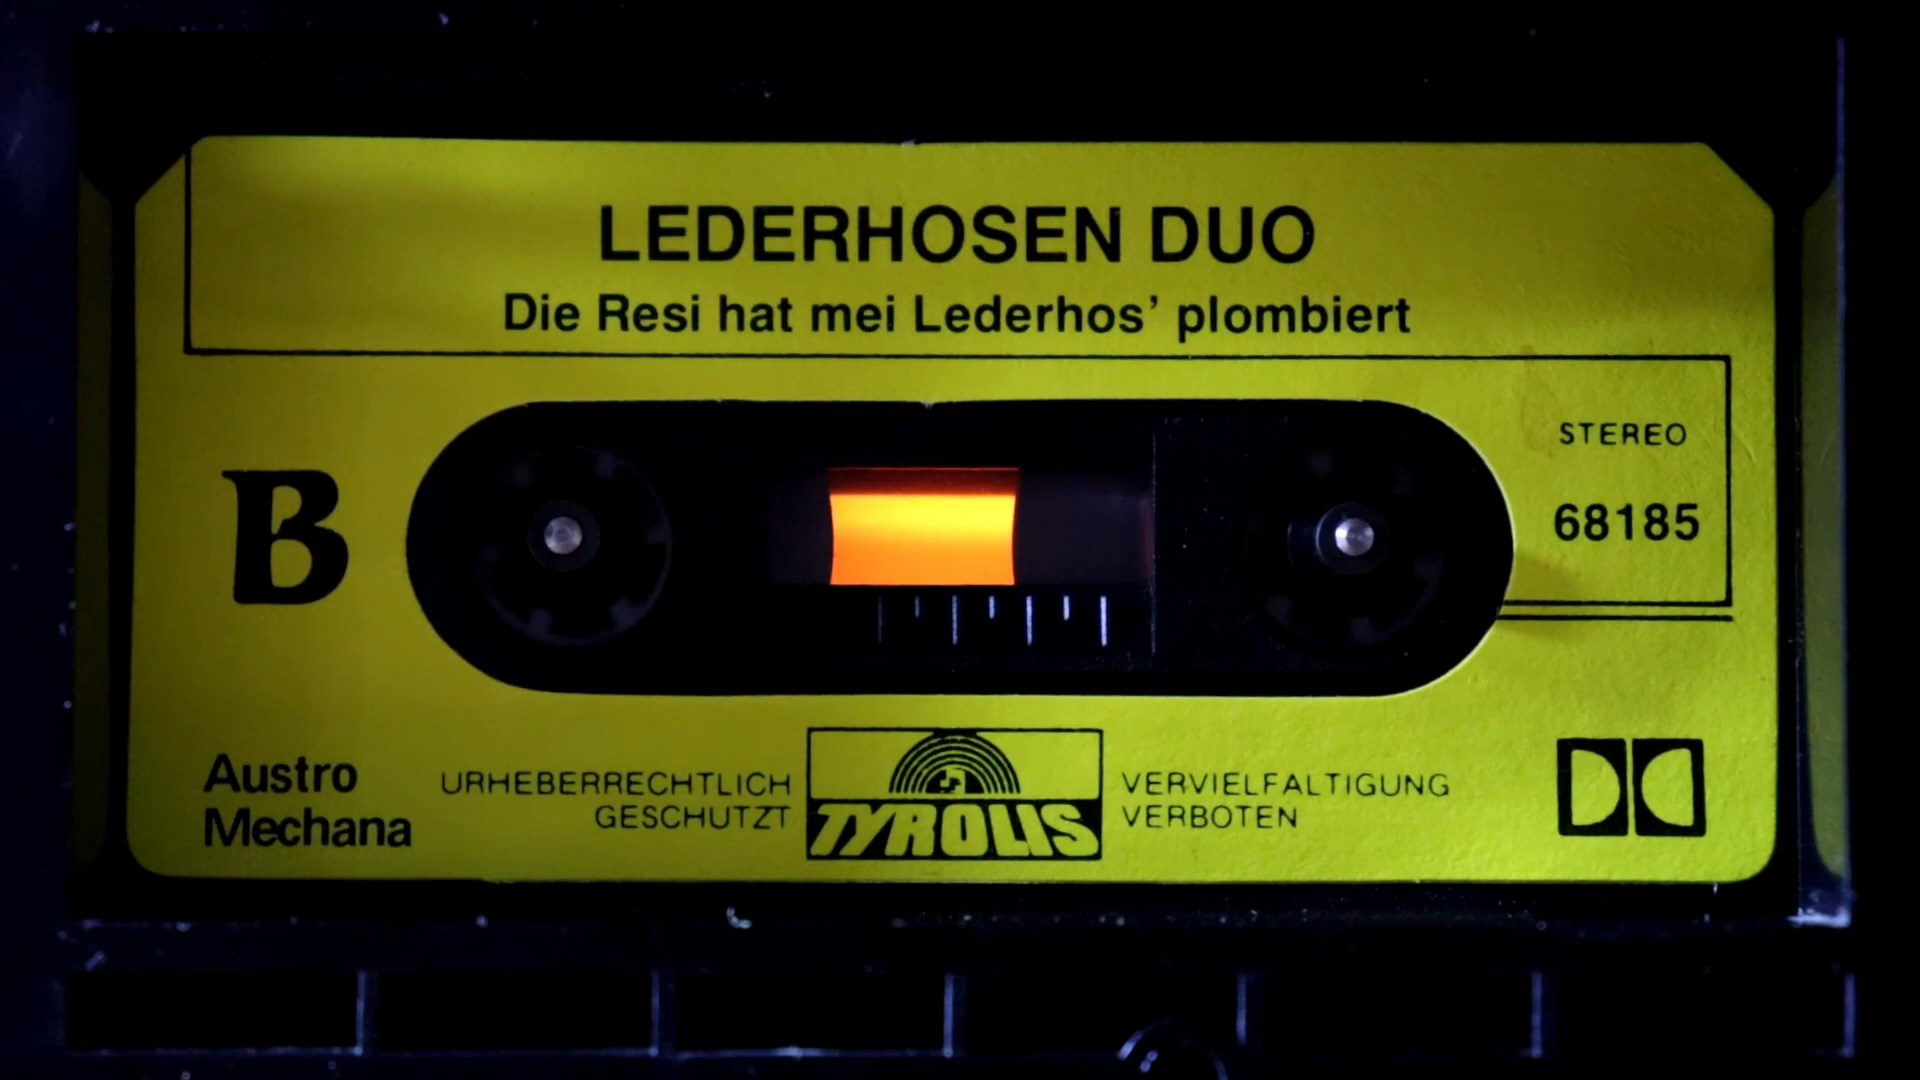 LEDERHOSEN DUO
Die Resi hat mei Lederhos’ plombiert
STEREO
B
68185
Austro
Mechana
URHEBERRECHTLICH
GESCHUTZT
TYROLIS
VERVIELFALTIGUNG
VERBOTEN